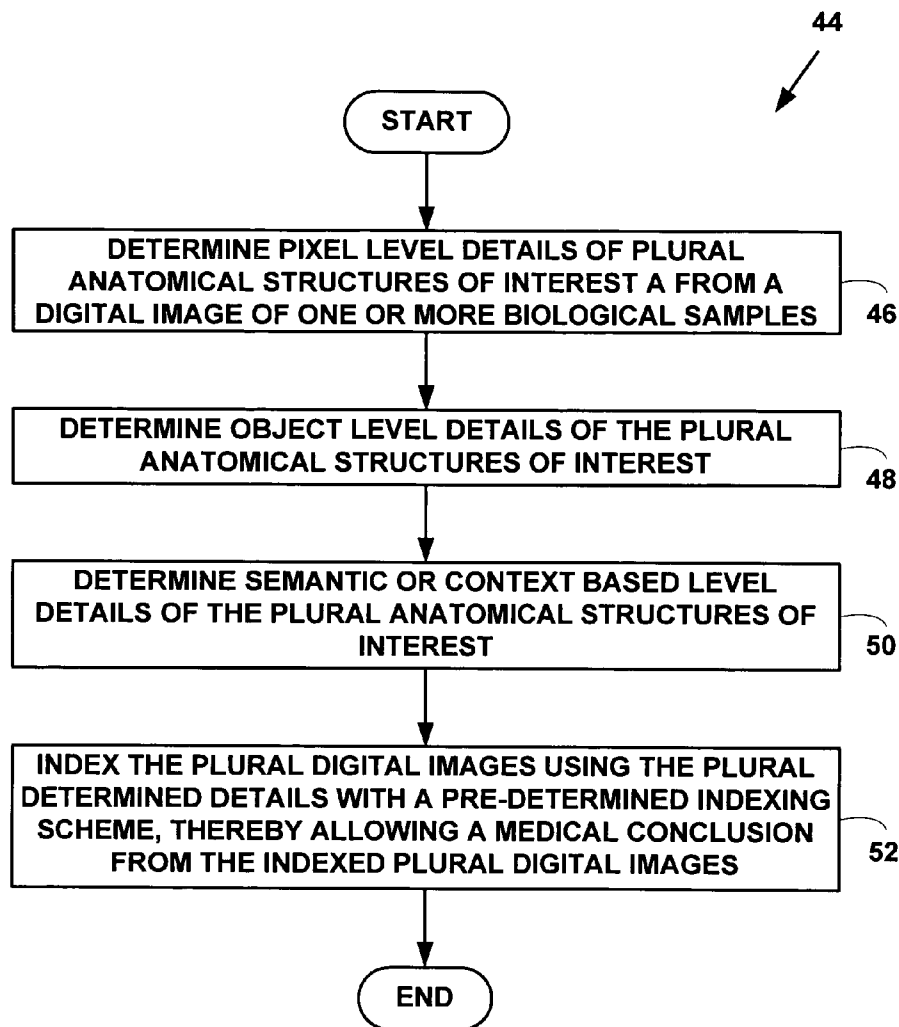 44
START
DETERMINE PIXEL LEVEL DETAILS OF PLURAL
ANATOMICAL STRUCTURES OF INTEREST A FROM A
DIGITAL IMAGE OF ONE OR MORE BIOLOGICAL SAMPLES
46
DETERMINE OBJECT LEVEL DETAILS OF THE PLURAL
ANATOMICAL STRUCTURES OF INTEREST
48
DETERMINE SEMANTIC OR CONTEXT BASED LEVEL
DETAILS OF THE PLURAL ANATOMICAL STRUCTURES OF
INTEREST
50
INDEX THE PLURAL DIGITAL IMAGES USING THE PLURAL
DETERMINED DETAILS WITH A PRE-DETERMINED INDEXING
SCHEME, THEREBY ALLOWING A MEDICAL CONCLUSION
FROM THE INDEXED PLURAL DIGITAL IMAGES
52
END